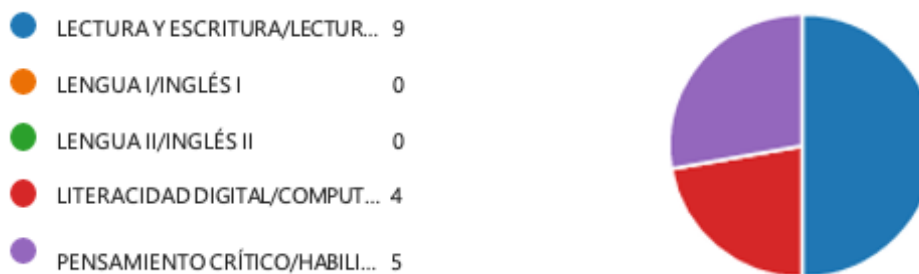 LECTURA Y ESCRITURA/LECTUR... 9
LENGUA I/INGLÉS I 0
LENGUA II/INGLÉS II 0
LITERACIDAD DIGITAL/COMPUT... 4
PENSAMIENTO CRÍTICO/HABILI... 5